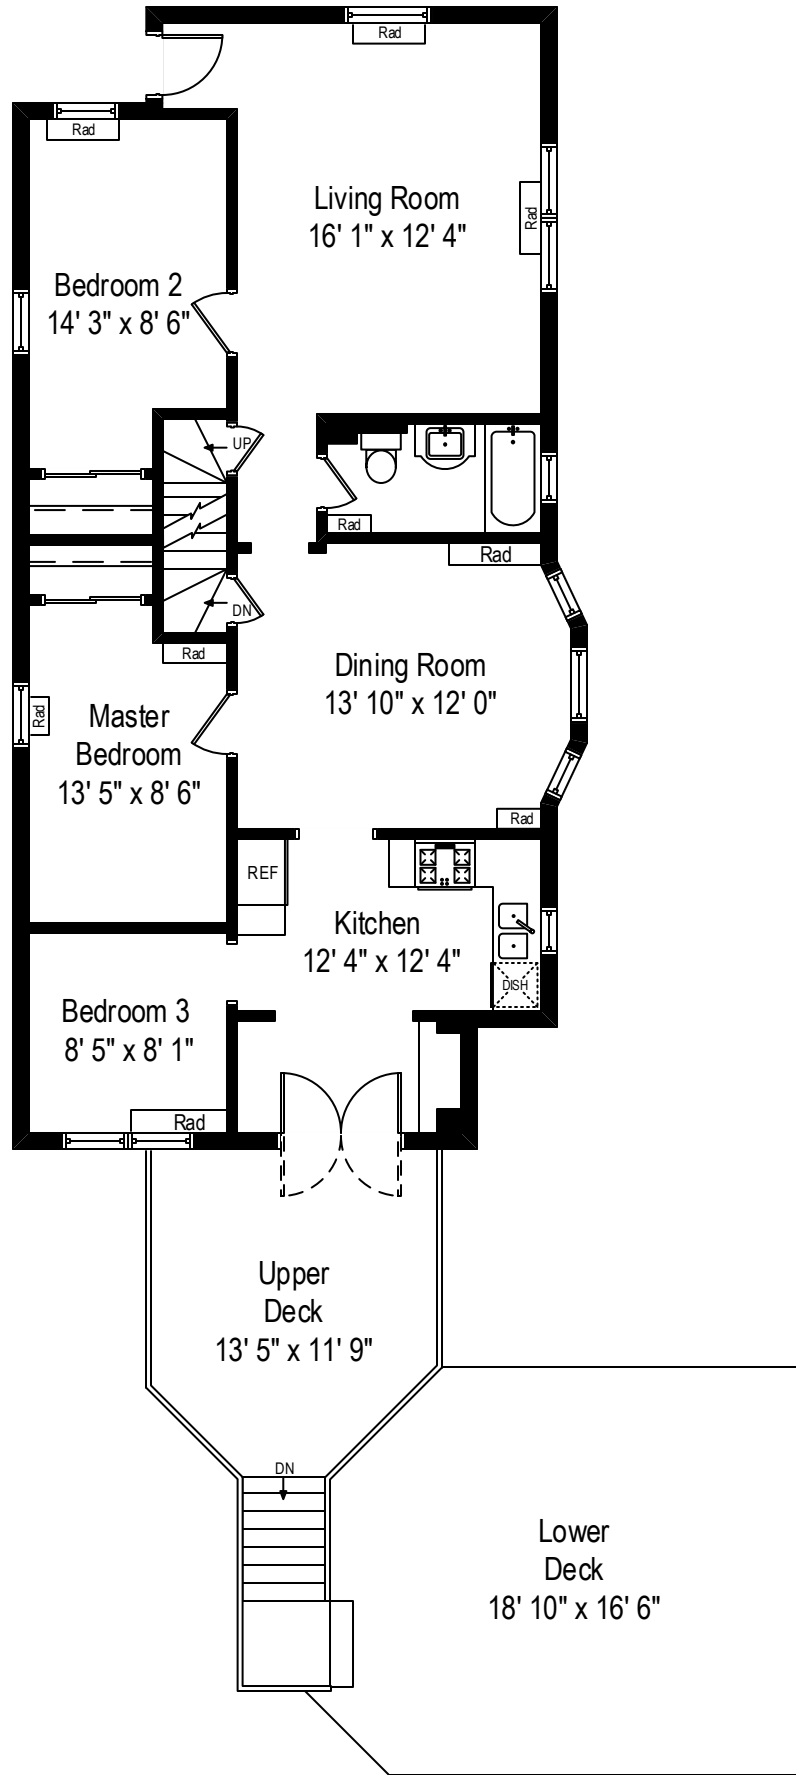 Rad
Rad
Living Room
16' 1" x 12' 4"
Rad
Bedroom 2
14' 3" x 8' 6"
UP
Rad
Rad
DN
Rad
Dining Room
13' 10" x 12' 0"
Rad
Master
Bedroom
13' 5" x 8' 6"
Rad
REF
Kitchen
12' 4" x 12' 4"
DISH
Bedroom 3
8' 5" x 8' 1"
Rad
Upper
Deck
13' 5" x 11' 9"
DN
Lower
Deck
18' 10" x 16' 6"